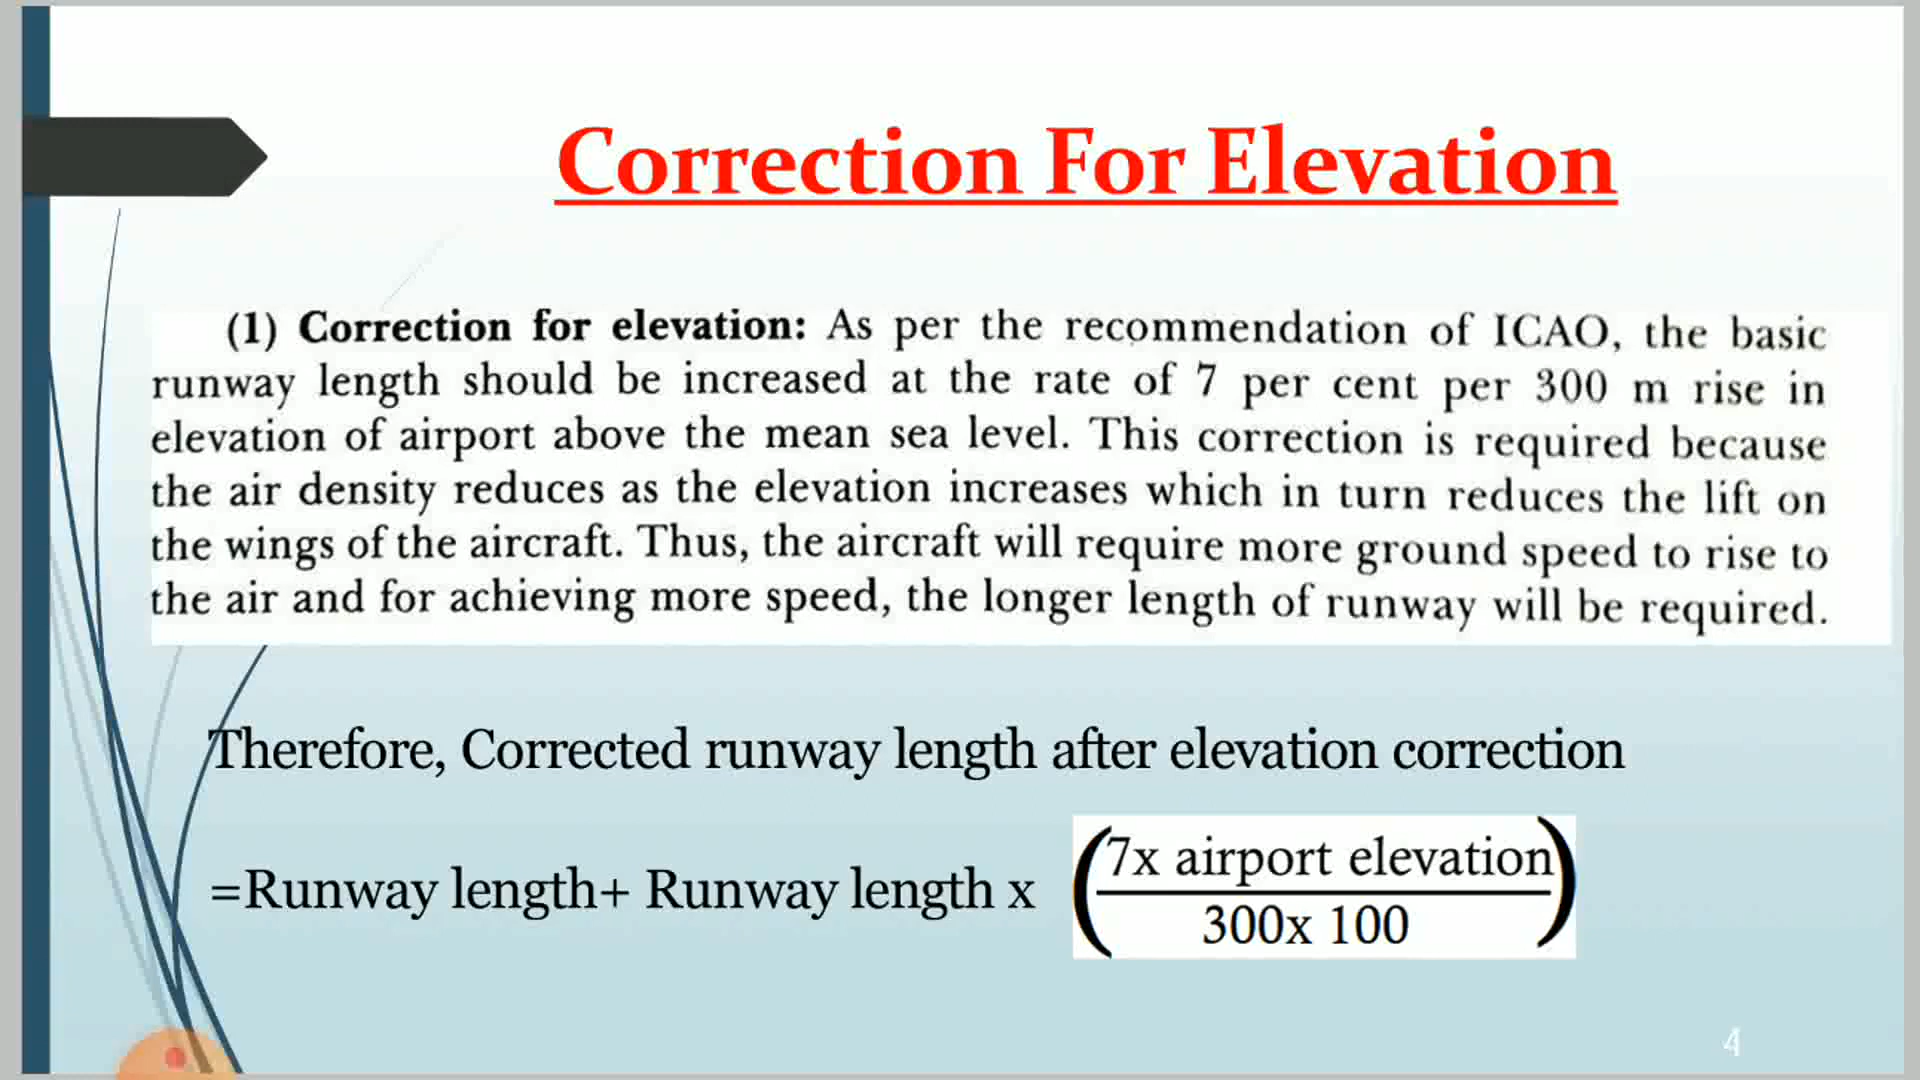 Correction For Elevation
(1) Correction for elevation: As per the recommendation of ICAO, the basic
runway length should be increased at the rate of 7 per cent per 300 m rise in
elevation of airport above the mean sea level. This correction is required because
the air density reduces as the elevation increases which in turn reduces the lift on
the wings of the aircraft. Thus, the aircraft will require more ground speed to rise to
the air and for achieving more speed, the longer length of runway will be required.
Therefore, Corrected runway length after elevation correction
=Runway length+ Runway length x (7x airport elevation
300x 100)
4